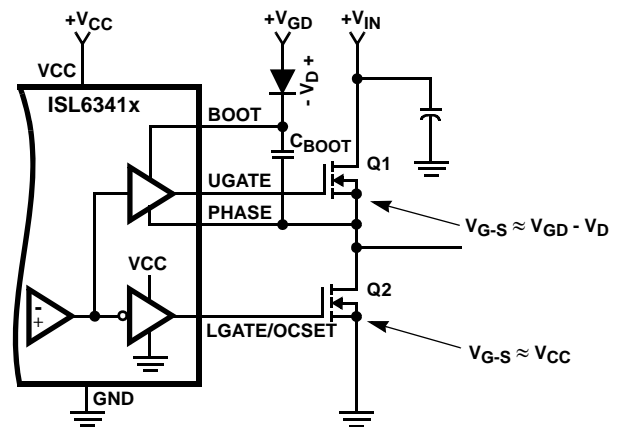 +VCC
+VGD
+VIN
VCC
ISL6341x
- VD +
BOOT
CBOOT
Q1
UGATE
PHASE
VG-S ≈ VGD - VD
VCC
Q2
-
+
LGATE/OCSET
VG-S ≈ VCC
GND